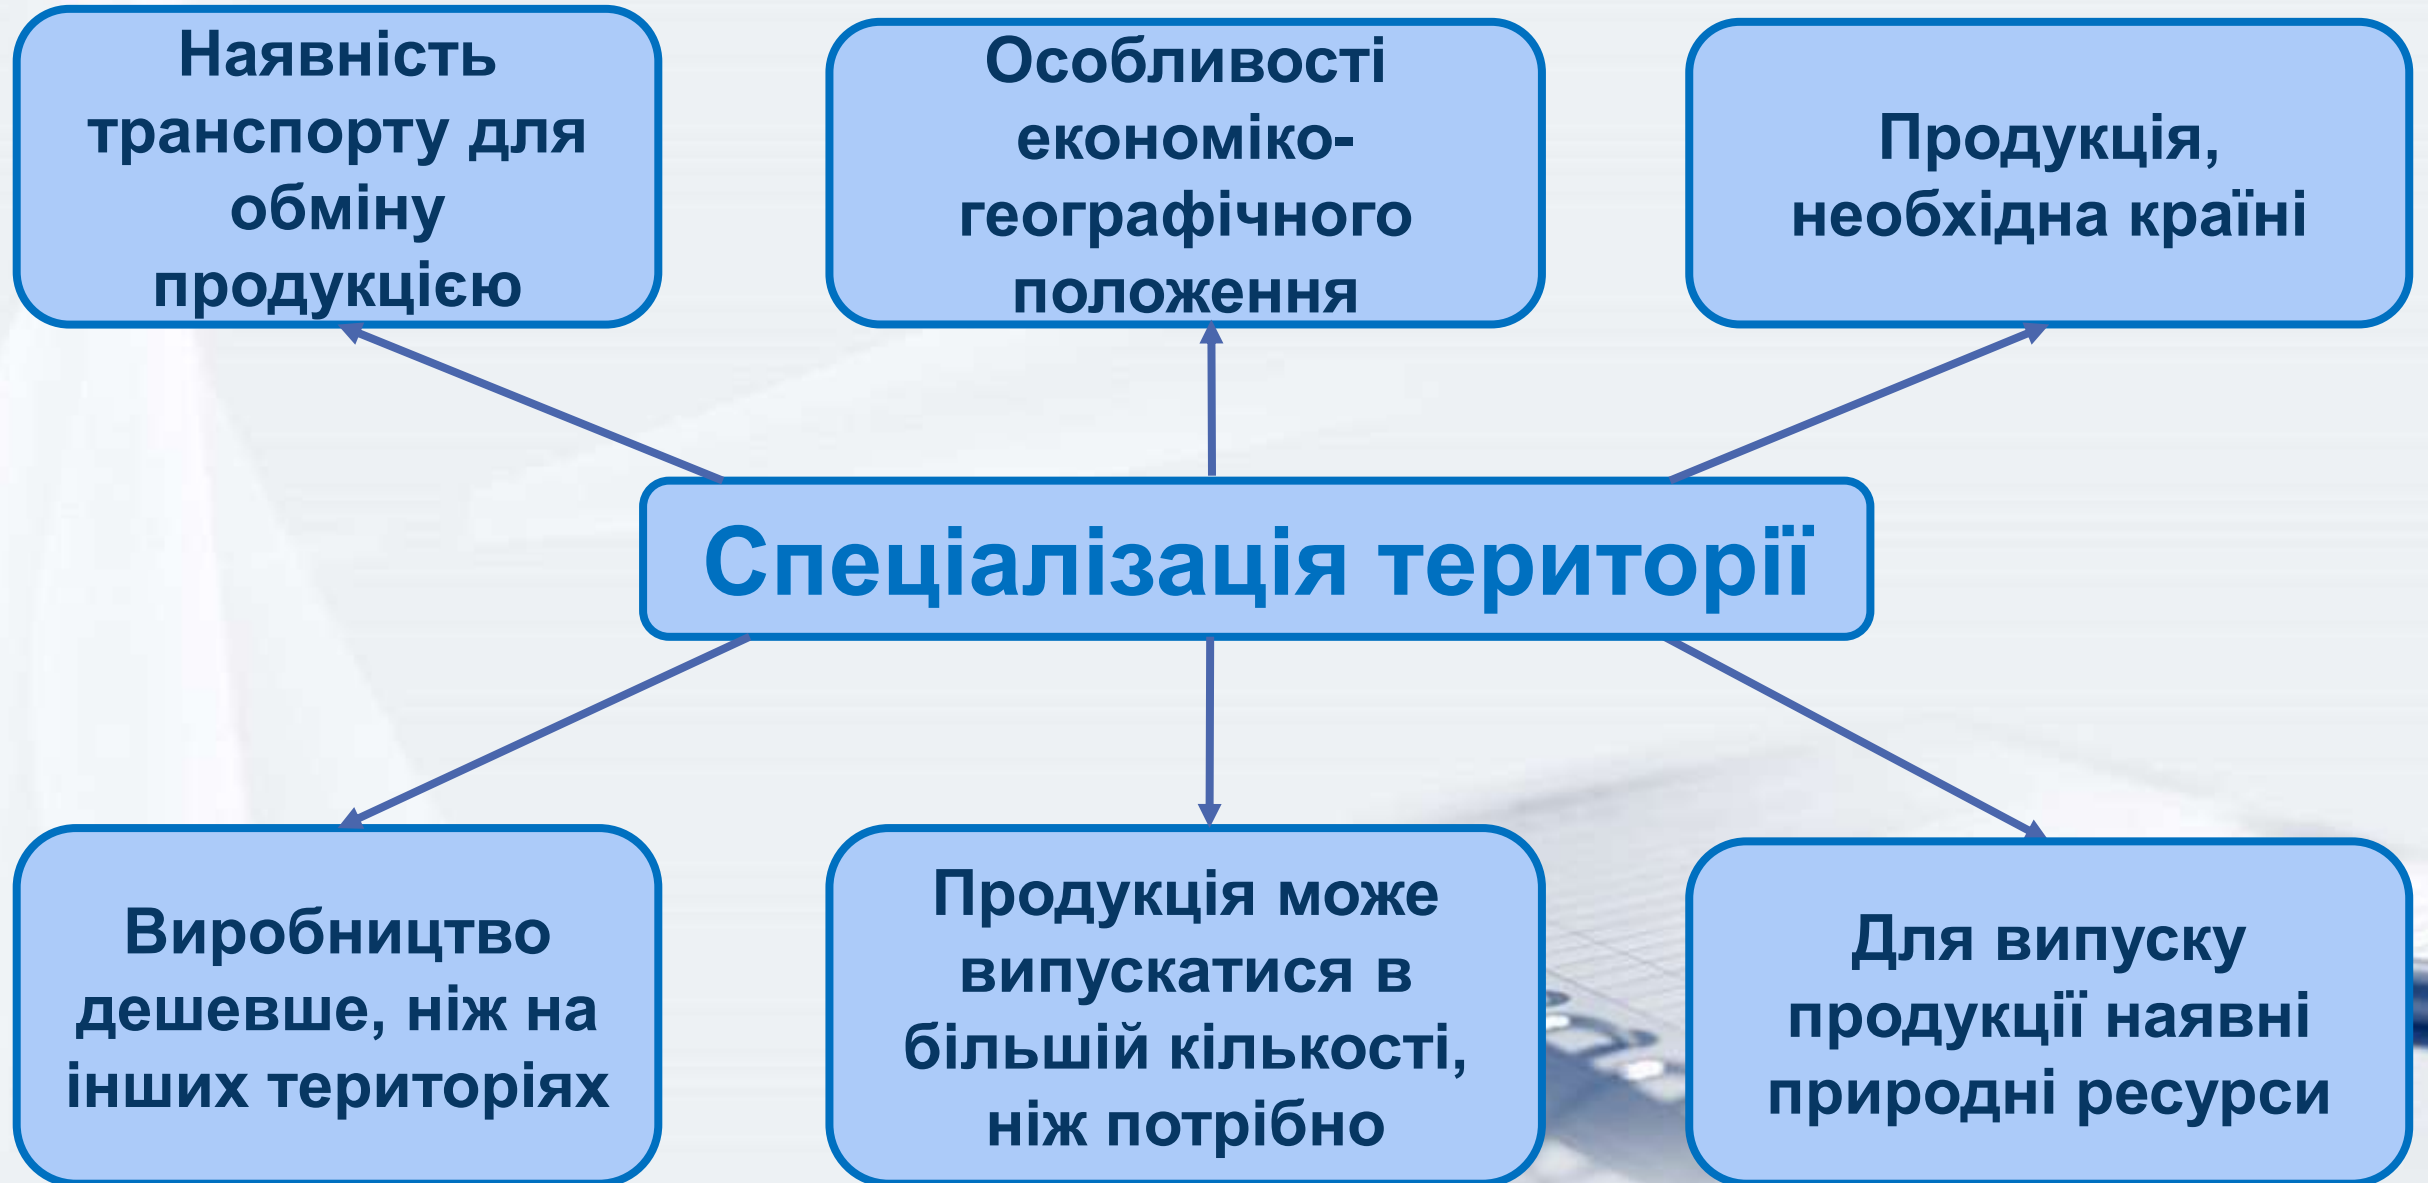 Наявність
транспорту для
обміну
продукцією
Особливості
економіко-
географічного
положення
Продукція,
необхідна країні
Спеціалізація території
Виробництво
дешевше, ніж на
інших територіях
Продукція може
випускатися в
більшій кількості,
ніж потрібно
Для випуску
продукції наявні
природні ресурси